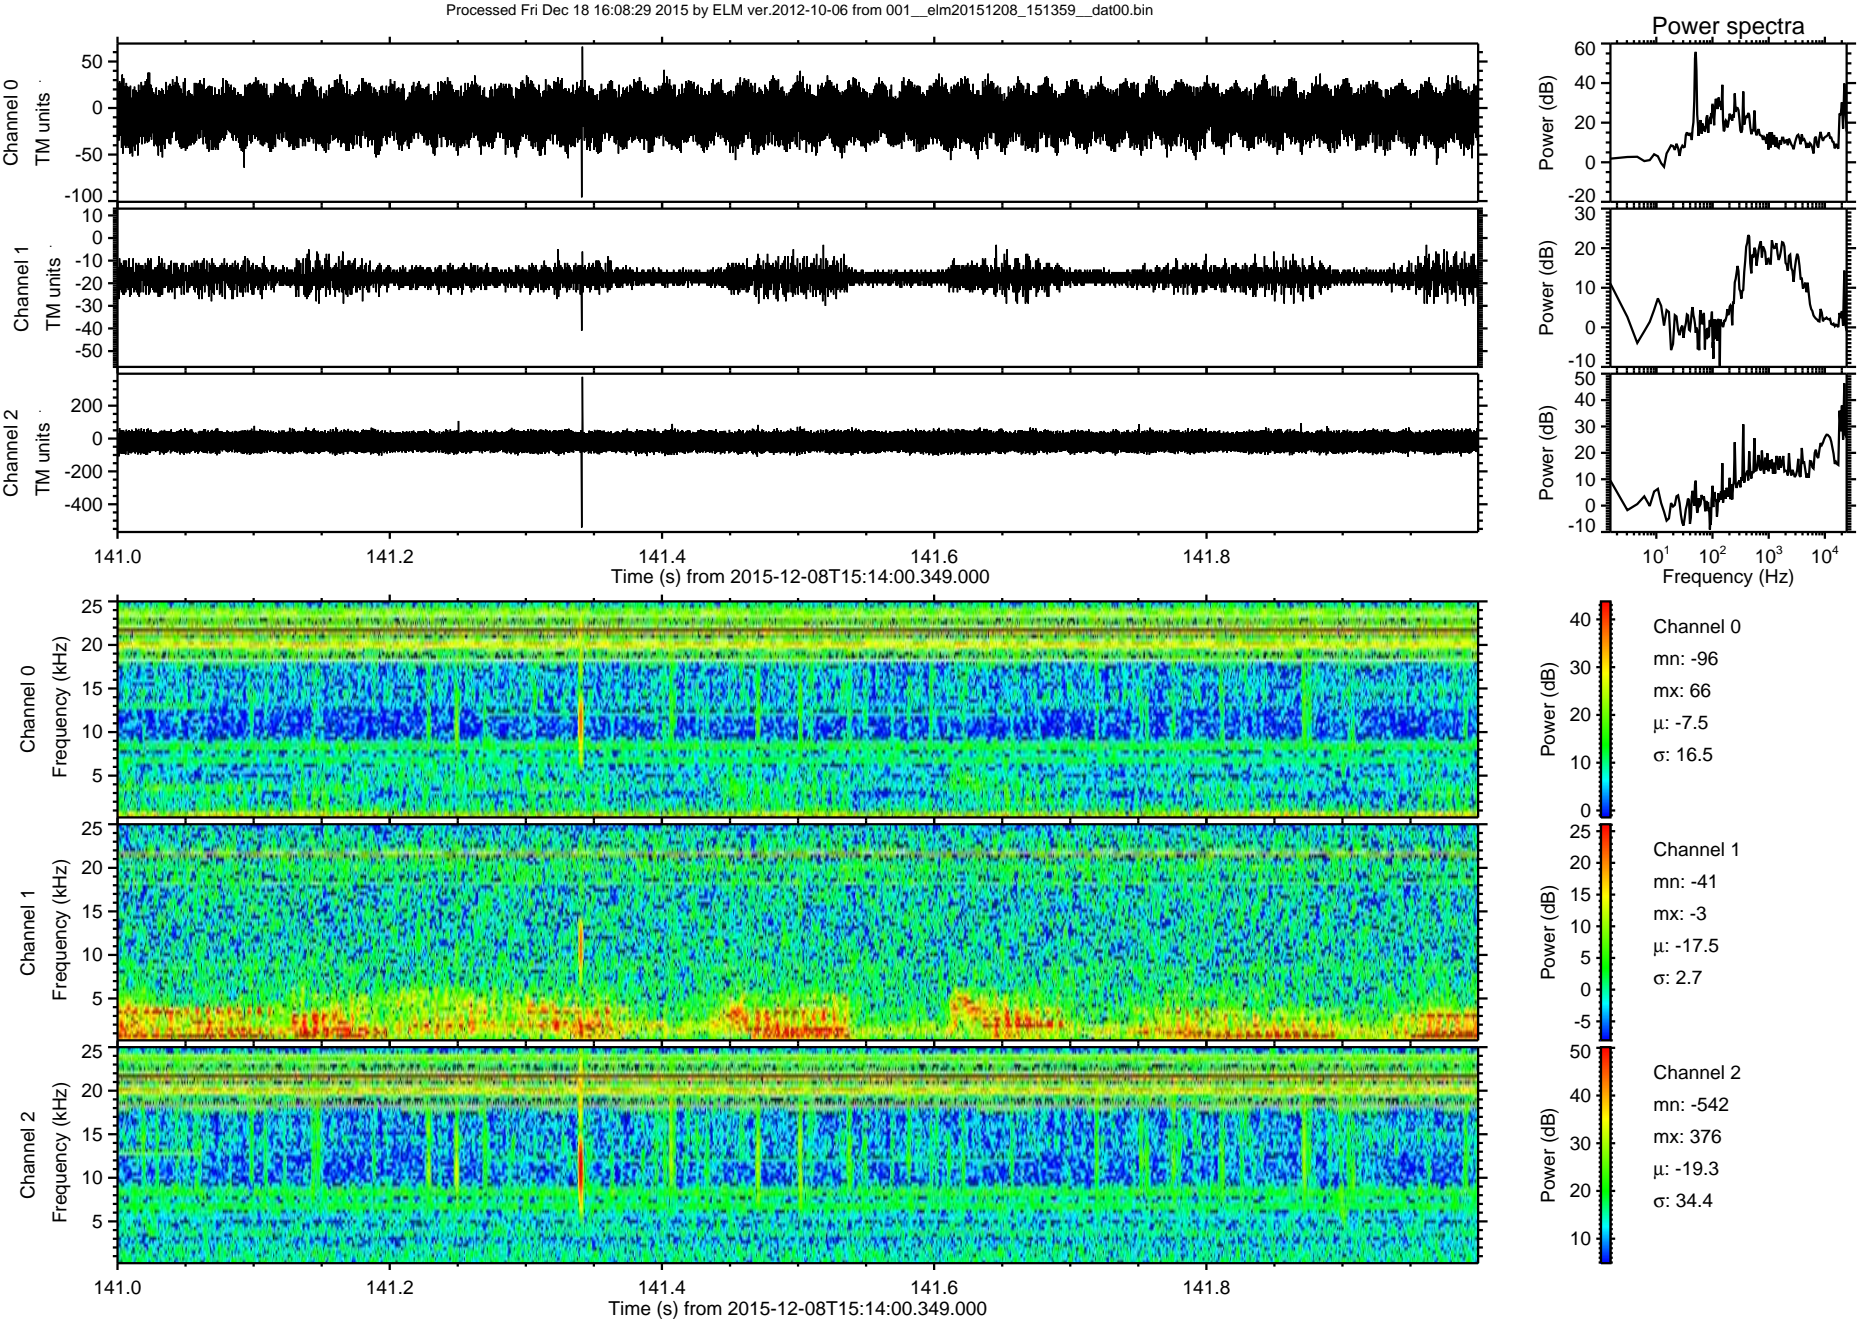 Processed Fri Dec 18 16:08:29 2015 by ELM ver.2012-10-06 from 001__elm20151208_151359__dat00.bin
Power spectra
Channel 0
TM units
50
0
-50
-100
Power (dB)
60
40
20
0
-20
Channel 1
TM units
10
0
-10
-20
-30
-40
-50
Power (dB)
30
20
10
0
-10
Channel 2
TM units
200
0
-200
-400
Power (dB)
50
40
30
20
10
0
-10
141.0 141.2 141.4 141.6 141.8
Time (s) from 2015-12-08T15:14:00.349.000
10¹ 10² 10³ 10⁴
Frequency (Hz)
Channel 0
Frequency (kHz)
25
20
15
10
5
Power (dB)
40
30
20
10
0
Channel 0
mn: -96
mx: 66
μ: -7.5
σ: 16.5
Channel 1
Frequency (kHz)
25
20
15
10
5
Power (dB)
25
20
15
10
5
0
-5
Channel 1
mn: -41
mx: -3
μ: -17.5
σ: 2.7
Channel 2
Frequency (kHz)
25
20
15
10
5
Power (dB)
50
40
30
20
10
Channel 2
mn: -542
mx: 376
μ: -19.3
σ: 34.4
141.0 141.2 141.4 141.6 141.8
Time (s) from 2015-12-08T15:14:00.349.000